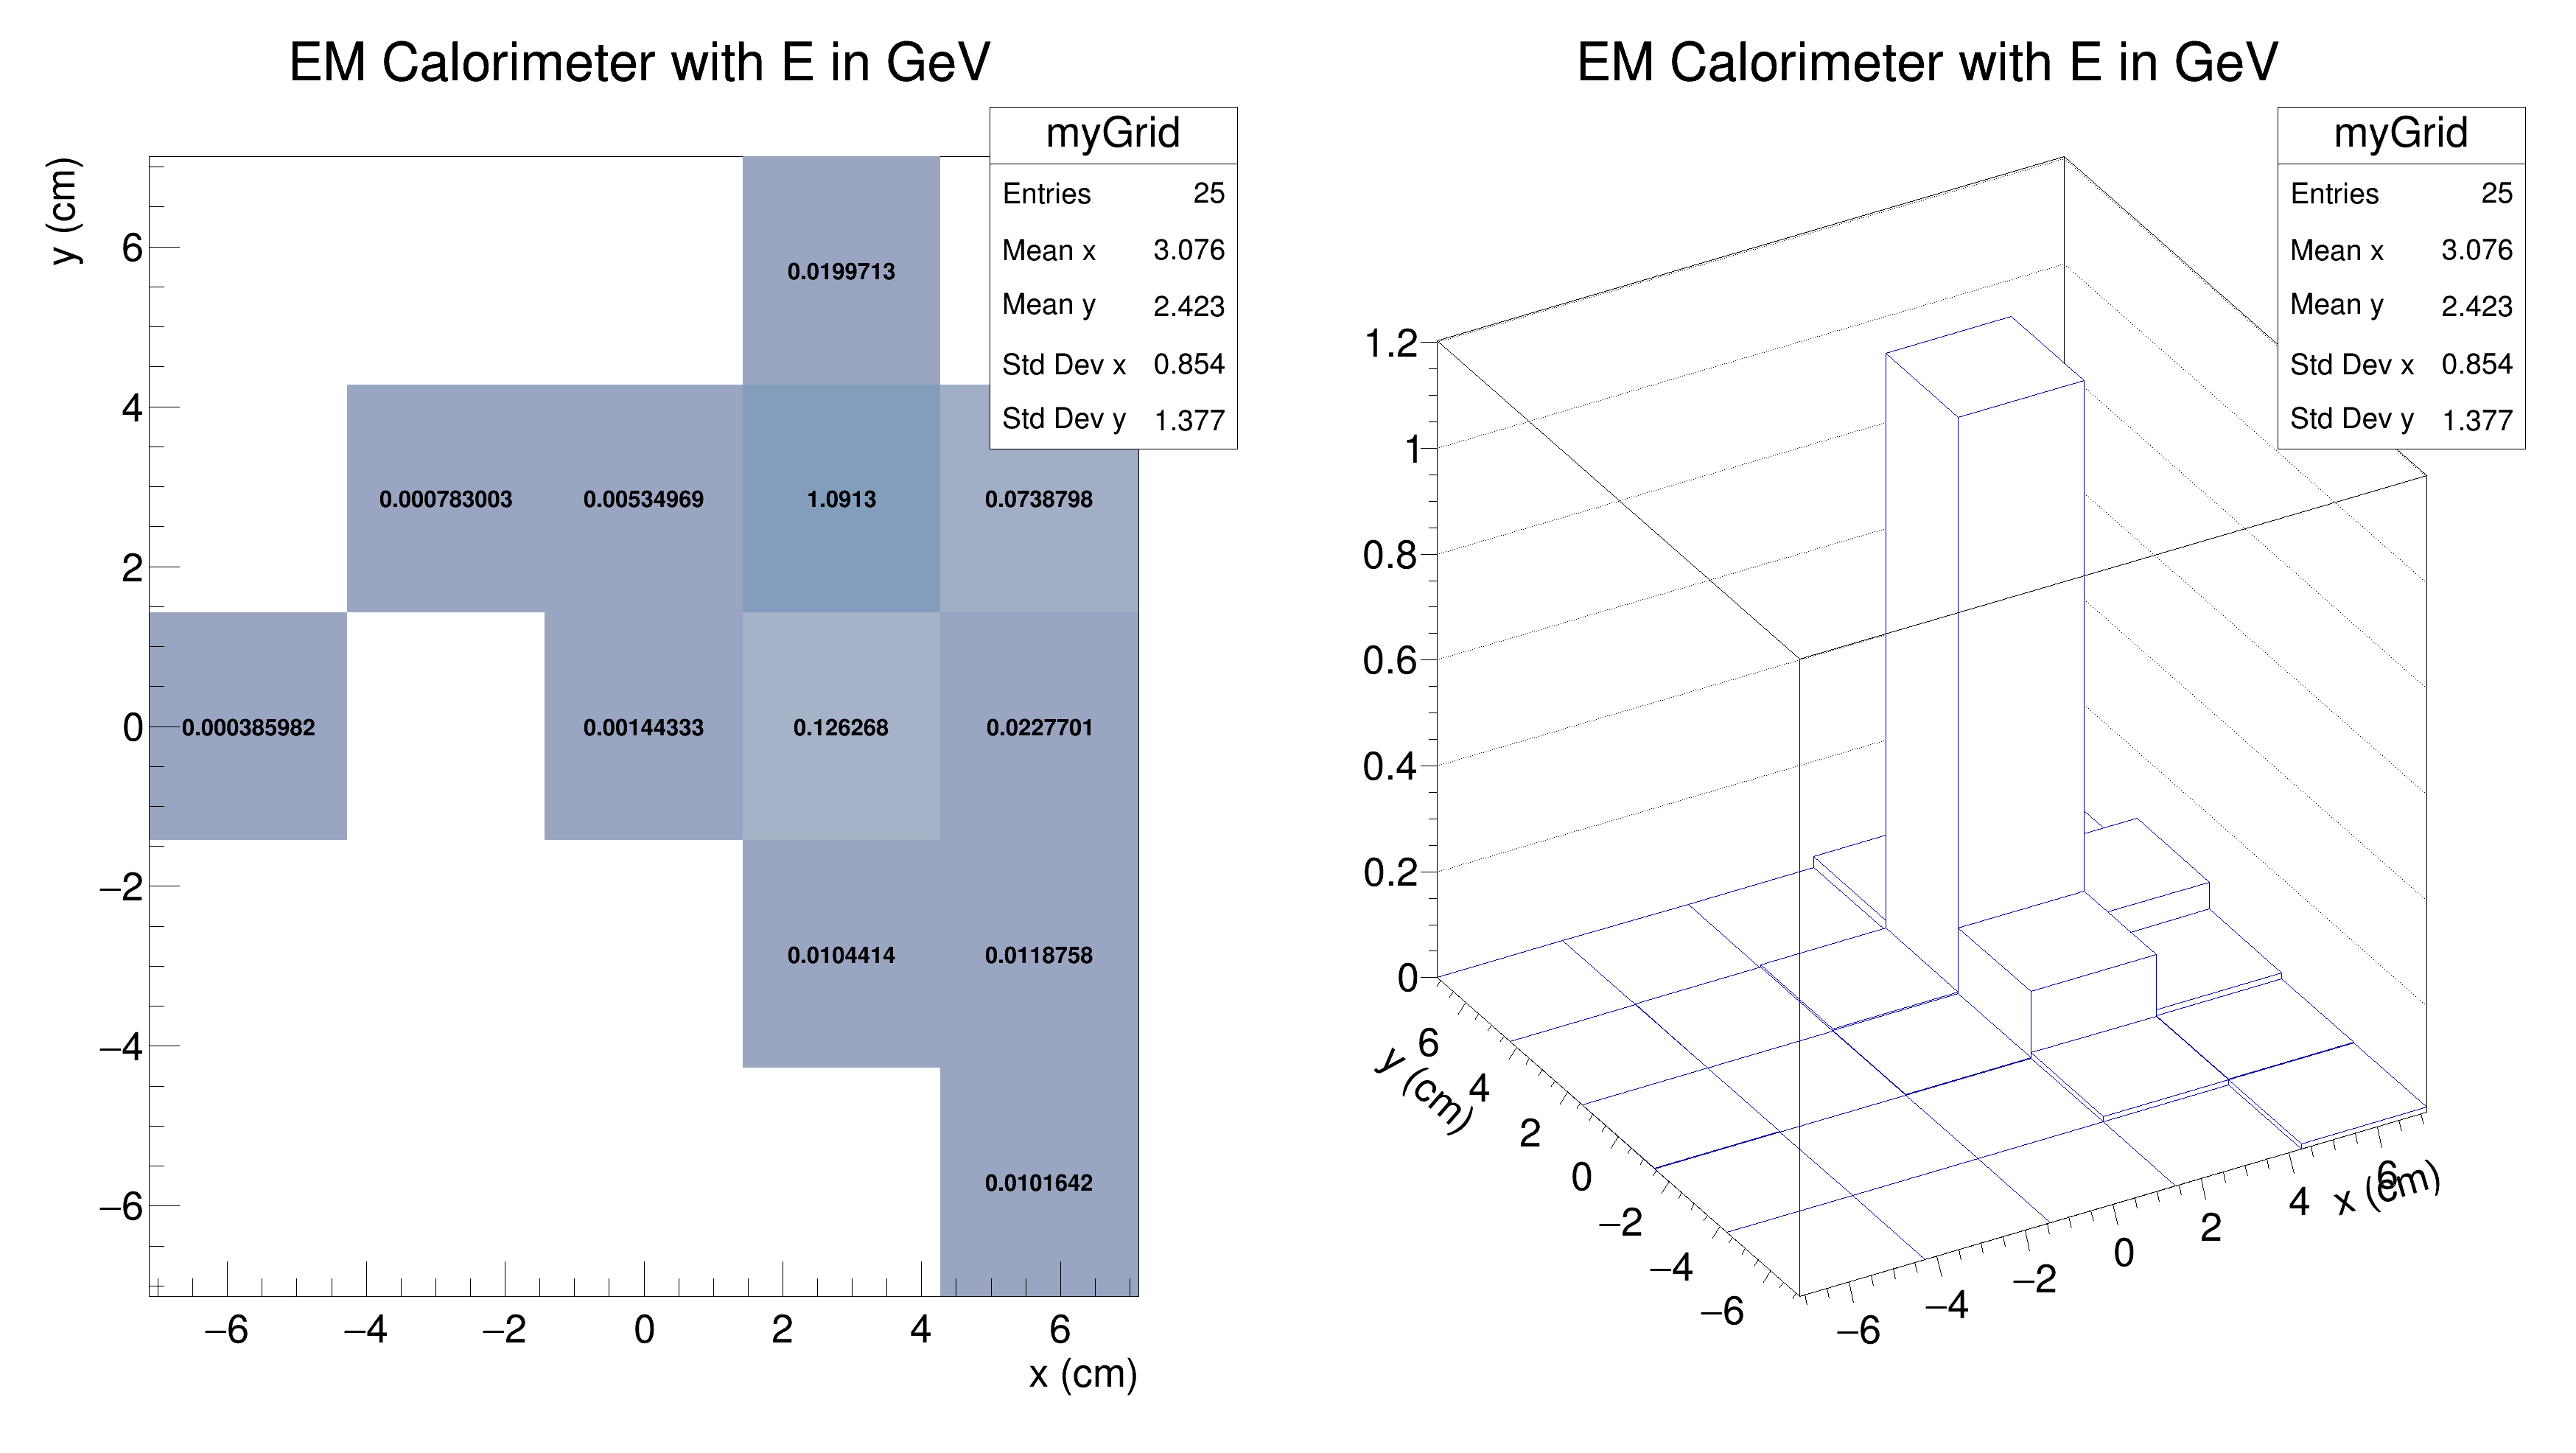 EM Calorimeter with E in GeV
myGrid
Entries 25
Mean x 3.076
Mean y 2.423
Std Dev x 0.854
Std Dev y 1.377
y (cm)
6
4
2
0
−2
−4
−6
0.0199713
0.000783003 0.00534969 1.0913 0.0738798
0.000385982 0.00144333 0.126268 0.0227701
0.0104414 0.0118758
0.0101642
−6 −4 −2 0 2 4 6
x (cm)
EM Calorimeter with E in GeV
myGrid
Entries 25
Mean x 3.076
Mean y 2.423
Std Dev x 0.854
Std Dev y 1.377
1.2
1
0.8
0.6
0.4
0.2
0
6
4
2
0
−2
−4
−6
y (cm)
−6
−4
−2
0
2
4
6
x (cm)